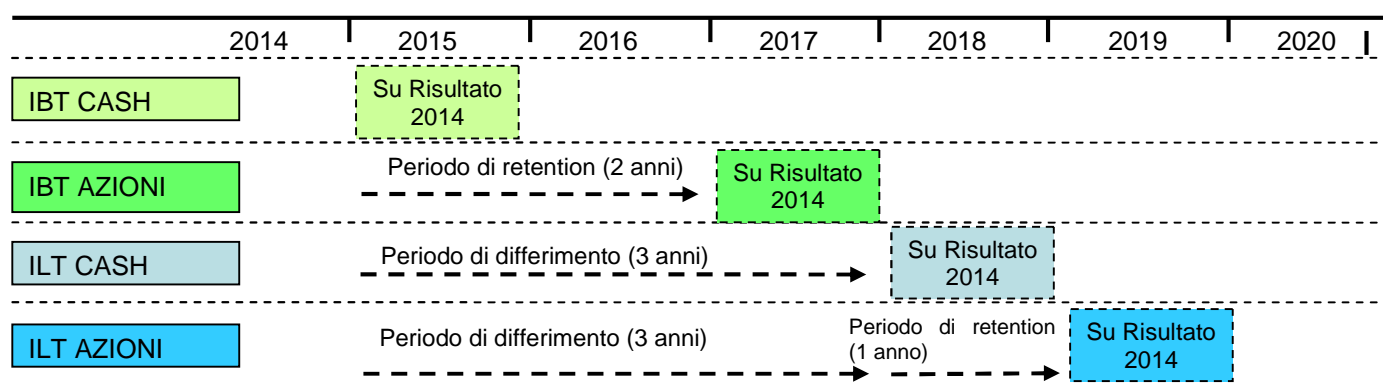 2014 2015 2016 2017 2018 2019 2020
IBT CASH
Su Risultato
2014
IBT AZIONI
Periodo di retention (2 anni)
Su Risultato
2014
ILT CASH
Periodo di differimento (3 anni)
Su Risultato
2014
ILT AZIONI
Periodo di differimento (3 anni)
Periodo di retention
(1 anno)
Su Risultato
2014